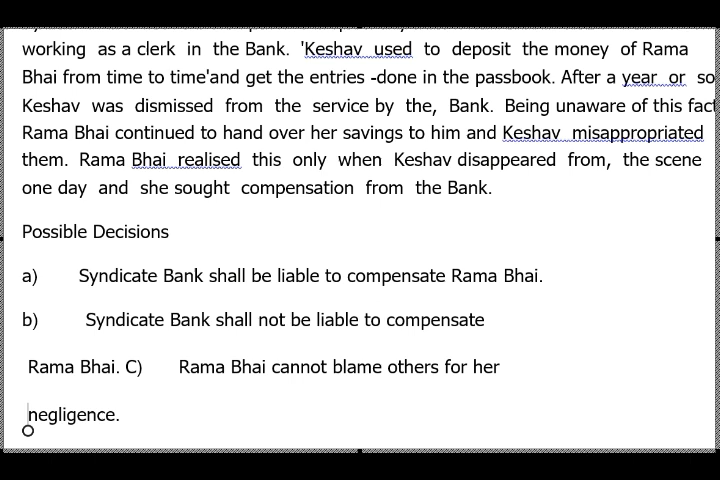 working as a clerk in the Bank. 'Keshav used to deposit the money of Rama
Bhai from time to time'and get the entries -done in the passbook. After a year or so
Keshav was dismissed from the service by the, Bank. Being unaware of this fact
Rama Bhai continued to hand over her savings to him and Keshav misappropriated
them. Rama Bhai realised this only when Keshav disappeared from, the scene
one day and she sought compensation from the Bank.
Possible Decisions
a) Syndicate Bank shall be liable to compensate Rama Bhai.
b) Syndicate Bank shall not be liable to compensate
Rama Bhai. C) Rama Bhai cannot blame others for her
negligence.